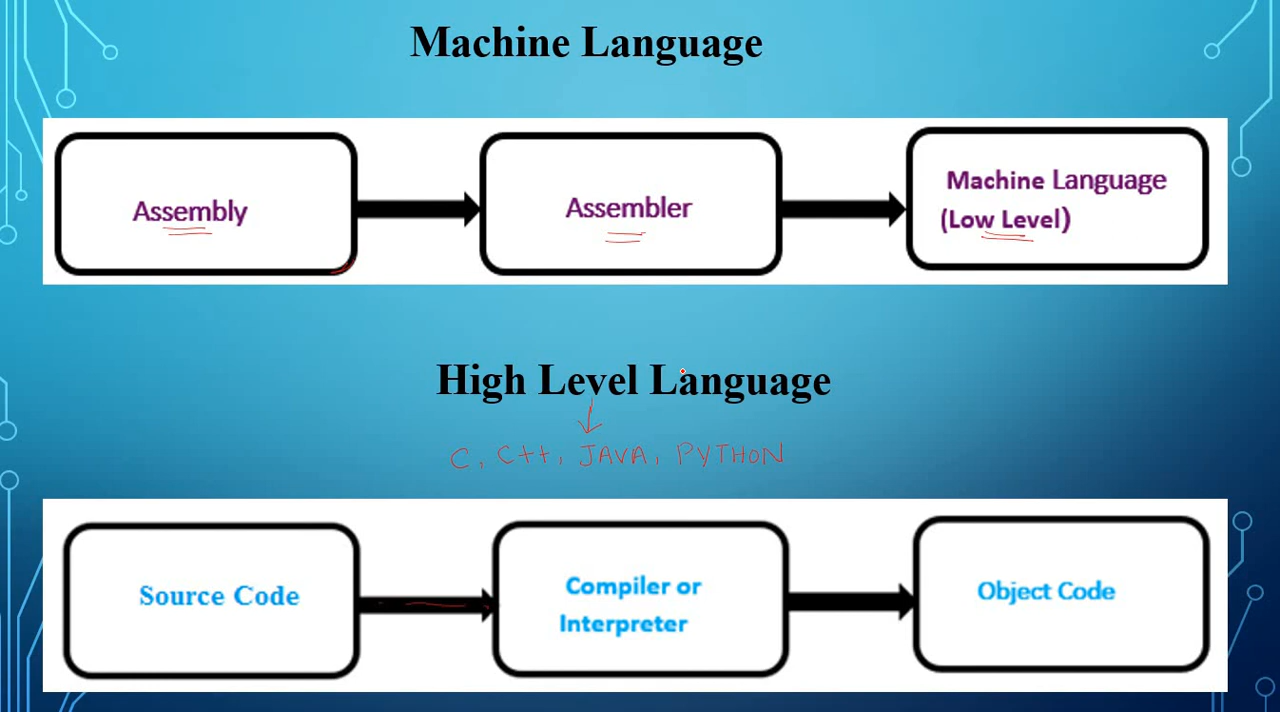 Machine Language
Assembly
Assembler
Machine Language
(Low Level)
High Level Language
C, C++, JAVA, PYTHON
Source Code
Compiler or
Interpreter
Object Code